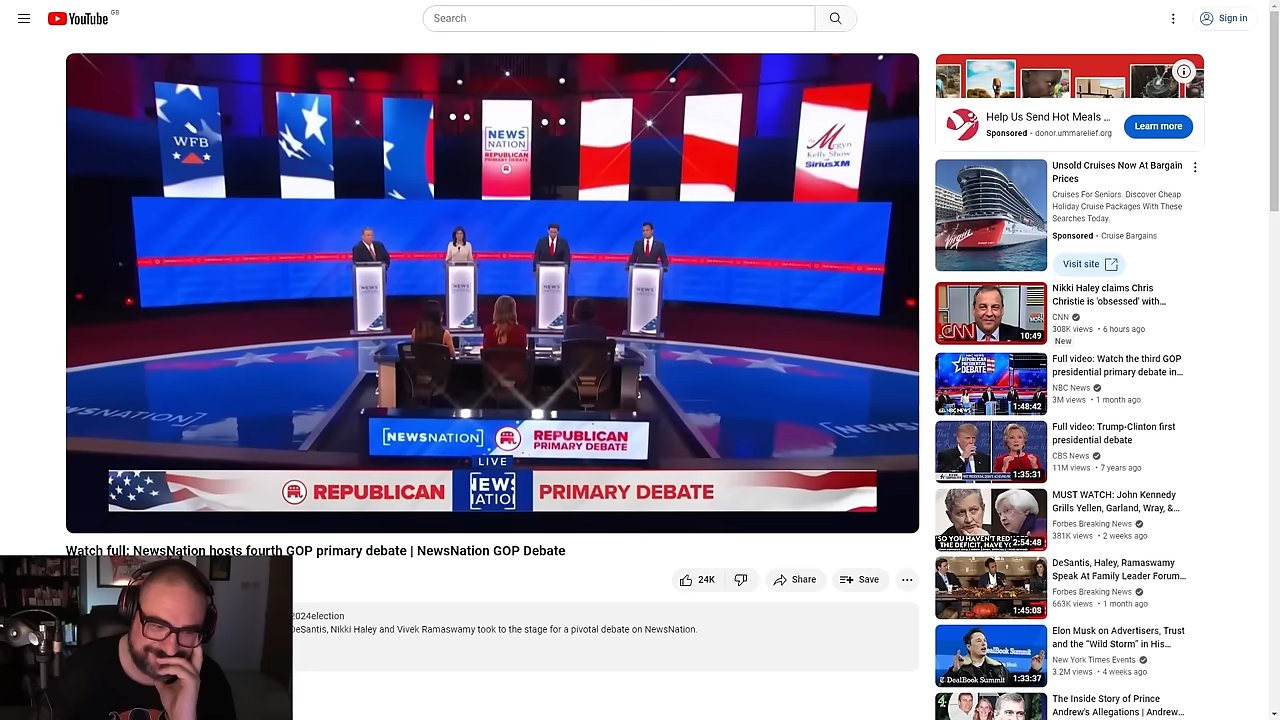 YouTube GB
Search
Sign in
WFB
NEWS
NATION
REPUBLICAN
PRIMARY DEBATE
The
Megyn
Kelly Show
SiriusXM
NEWSNATION
REPUBLICAN
PRIMARY DEBATE
LIVE
REPUBLICAN
PRIMARY DEBATE
Watch full: NewsNation hosts fourth GOP primary debate | NewsNation GOP Debate
24K
Share
Save
2024election
DeSantis, Nikki Haley and Vivek Ramaswamy took to the stage for a pivotal debate on NewsNation.
Help Us Send Hot Meals ...
Sponsored · donor.ummarelief.org
Learn more
Unsold Cruises Now At Bargain
Prices
Cruises For Seniors. Discover Cheap
Holiday Cruise Packages With These
Searches Today.
Sponsored · Cruise Bargains
Visit site
Virgin
CNN
10:49
Nikki Haley claims Chris
Christie is 'obsessed' with...
CNN
308K views • 6 hours ago
New
REPUBLICAN
DEBATE
1:48:42
Full video: Watch the third GOP
presidential primary debate in...
NBC News
3M views • 1 month ago
1:35:31
Full video: Trump-Clinton first
presidential debate
CBS News
11M views • 7 years ago
2:54:48
MUST WATCH: John Kennedy
Grills Yellen, Garland, Wray, &...
Forbes Breaking News
381K views • 2 weeks ago
1:45:08
DeSantis, Haley, Ramaswamy
Speak At Family Leader Forum...
Forbes Breaking News
663K views • 1 month ago
DealBook Summit
1:33:37
Elon Musk on Advertisers, Trust
and the “Wild Storm” in His...
New York Times Events
3.2M views • 4 weeks ago
The Inside Story of Prince
Andrew's Allegations | Andrew...